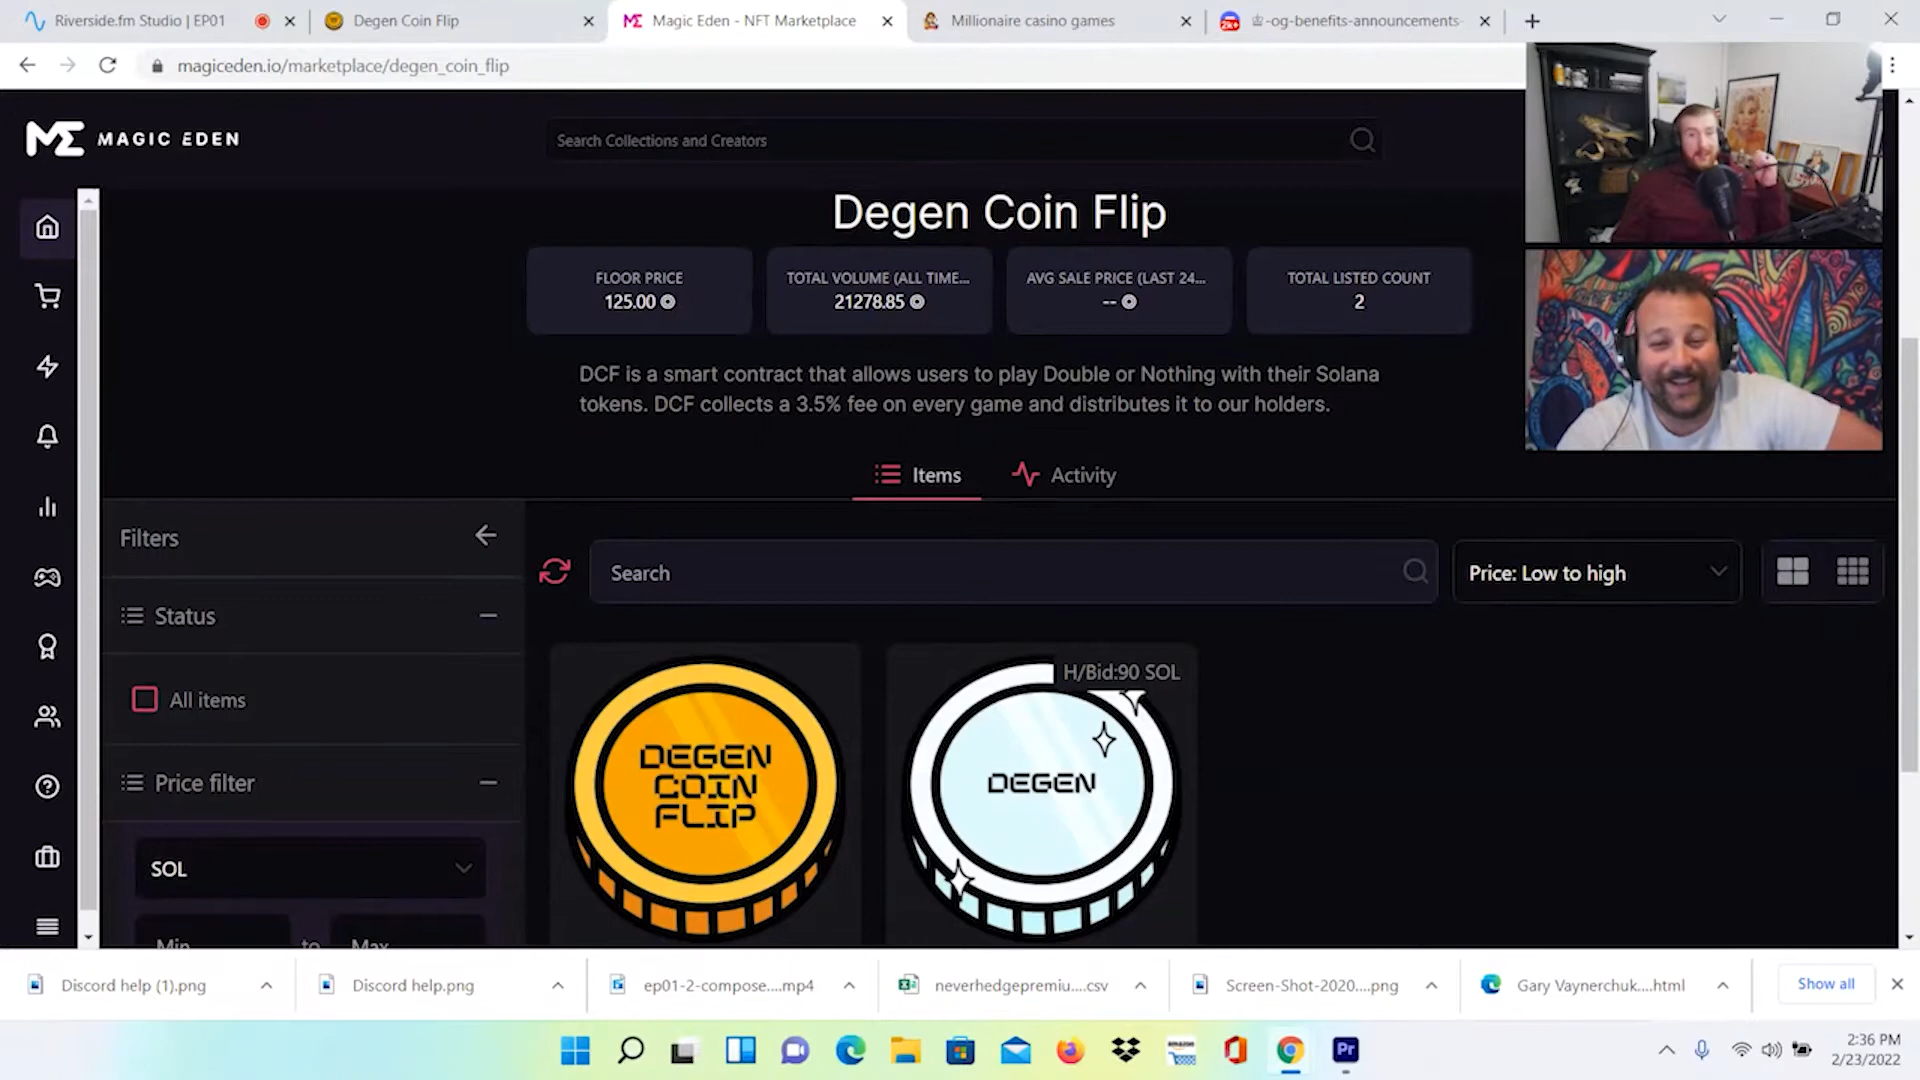 Riverside.fm Studio | EP01
Degen Coin Flip
Magic Eden - NFT Marketplace
Millionaire casino games
-og-benefits-announcements-
magiceden.io/marketplace/degen_coin_flip
MAGIC EDEN
Search Collections and Creators
Degen Coin Flip
FLOOR PRICE
125.00
TOTAL VOLUME (ALL TIME...
21278.85
AVG SALE PRICE (LAST 24...
--
TOTAL LISTED COUNT
2
DCF is a smart contract that allows users to play Double or Nothing with their Solana
tokens. DCF collects a 3.5% fee on every game and distributes it to our holders.
Items
Activity
Filters
Search
Price: Low to high
Status
All items
Price filter
SOL
Min
to
Max
DEGEN
COIN
FLIP
H/Bid:90 SOL
DEGEN
Discord help (1).png
Discord help.png
ep01-2-compose....mp4
neverhedgepremiu....csv
Screen-Shot-2020....png
Gary Vaynerchuk....html
Show all
amazon
Pr
2:36 PM
2/23/2022